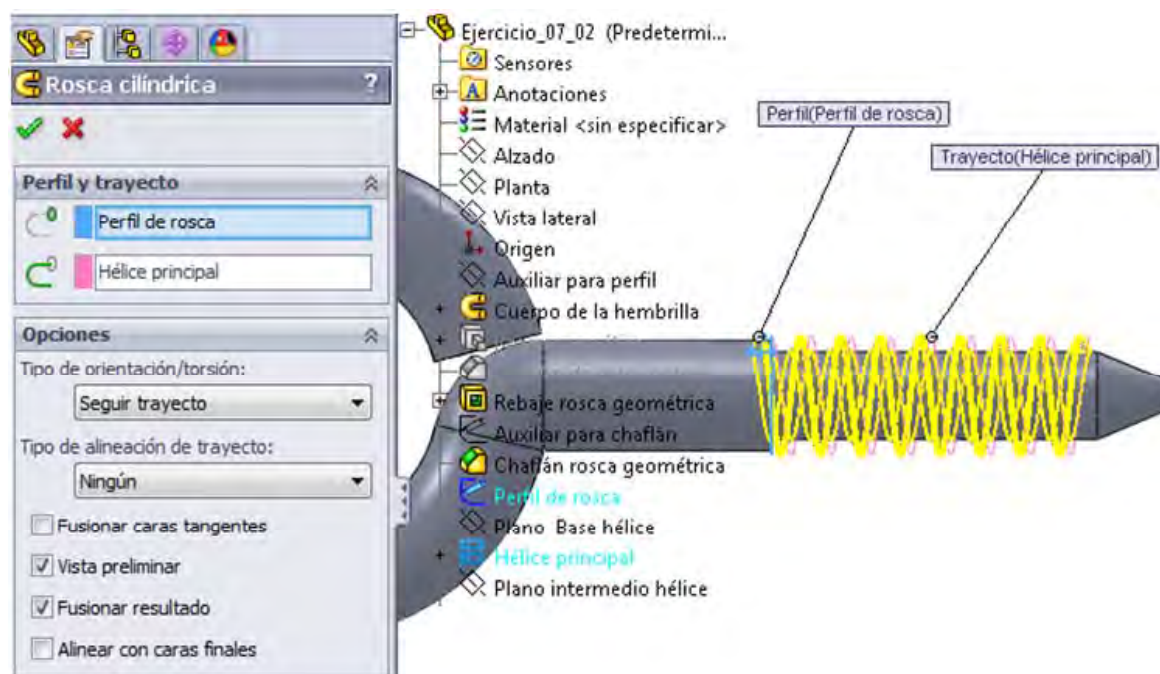 Rosca cilíndrica ?
Perfil y trayecto
Perfil de rosca
Hélice principal
Opciones
Tipo de orientación/torsión:
Seguir trayecto
Tipo de alineación de trayecto:
Ningún
Fusionar caras tangentes
Vista preliminar
Fusionar resultado
Alinear con caras finales
Ejercicio_07_02 (Predetermi...
Sensores
Anotaciones
Material <sin especificar>
Alzado
Planta
Vista lateral
Origen
Auxiliar para perfil
Cuerpo de la hembrilla
Rebaje rosca geométrica
Auxiliar para chaflán
Chaflán rosca geométrica
Perfil de rosca
Plano Base hélice
Hélice principal
Plano intermedio hélice
Perfil(Perfil de rosca)
Trayecto(Hélice principal)